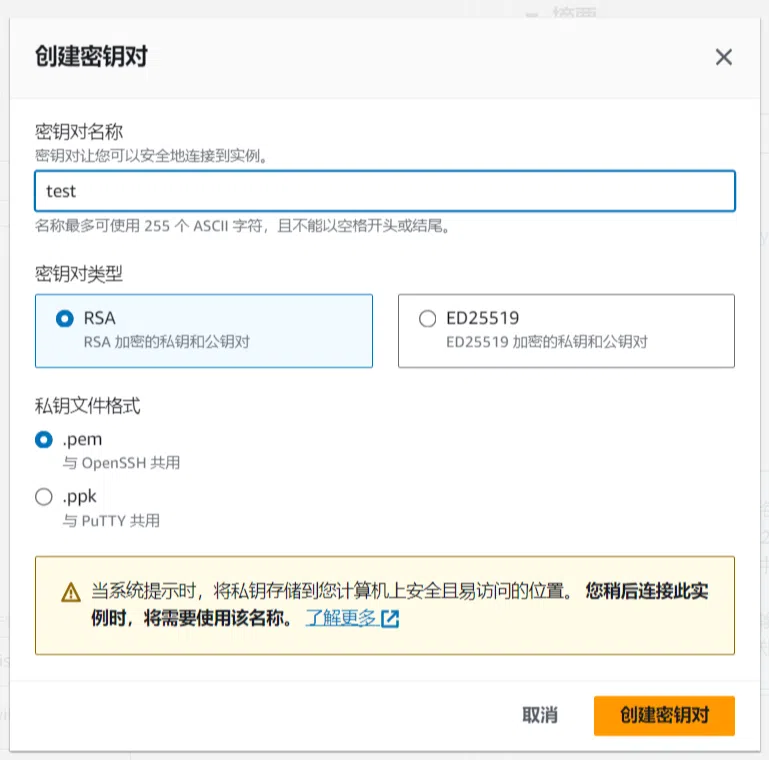 摘要
创建密钥对
密钥对名称
密钥对让您可以安全地连接到实例。
test
名称最多可使用 255 个 ASCII 字符，且不能以空格开头或结尾。
密钥对类型
RSA
RSA 加密的私钥和公钥对
ED25519
ED25519 加密的私钥和公钥对
私钥文件格式
.pem
与 OpenSSH 共用
.ppk
与 PuTTY 共用
当系统提示时，将私钥存储到您计算机上安全且易访问的位置。 您稍后连接此实
例时，将需要使用该名称。 了解更多
取消
创建密钥对